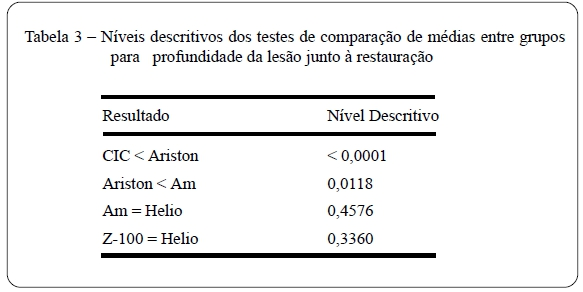 Tabela 3 – Níveis descritivos dos testes de comparação de médias entre grupos
para profundidade da lesão junto à restauração
Resultado Nível Descritivo
CIC < Ariston < 0,0001
Ariston < Am 0,0118
Am = Helio 0,4576
Z-100 = Helio 0,3360